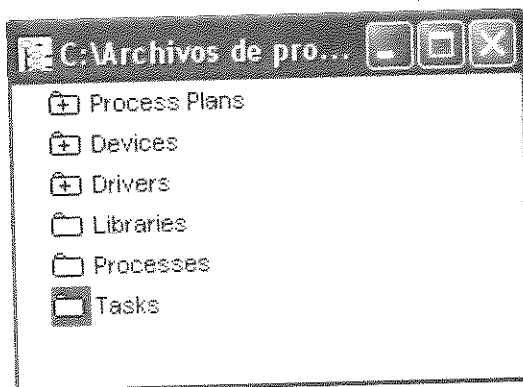 C:\Archivos de pro...
Process Plans
Devices
Drivers
Libraries
Processes
Tasks